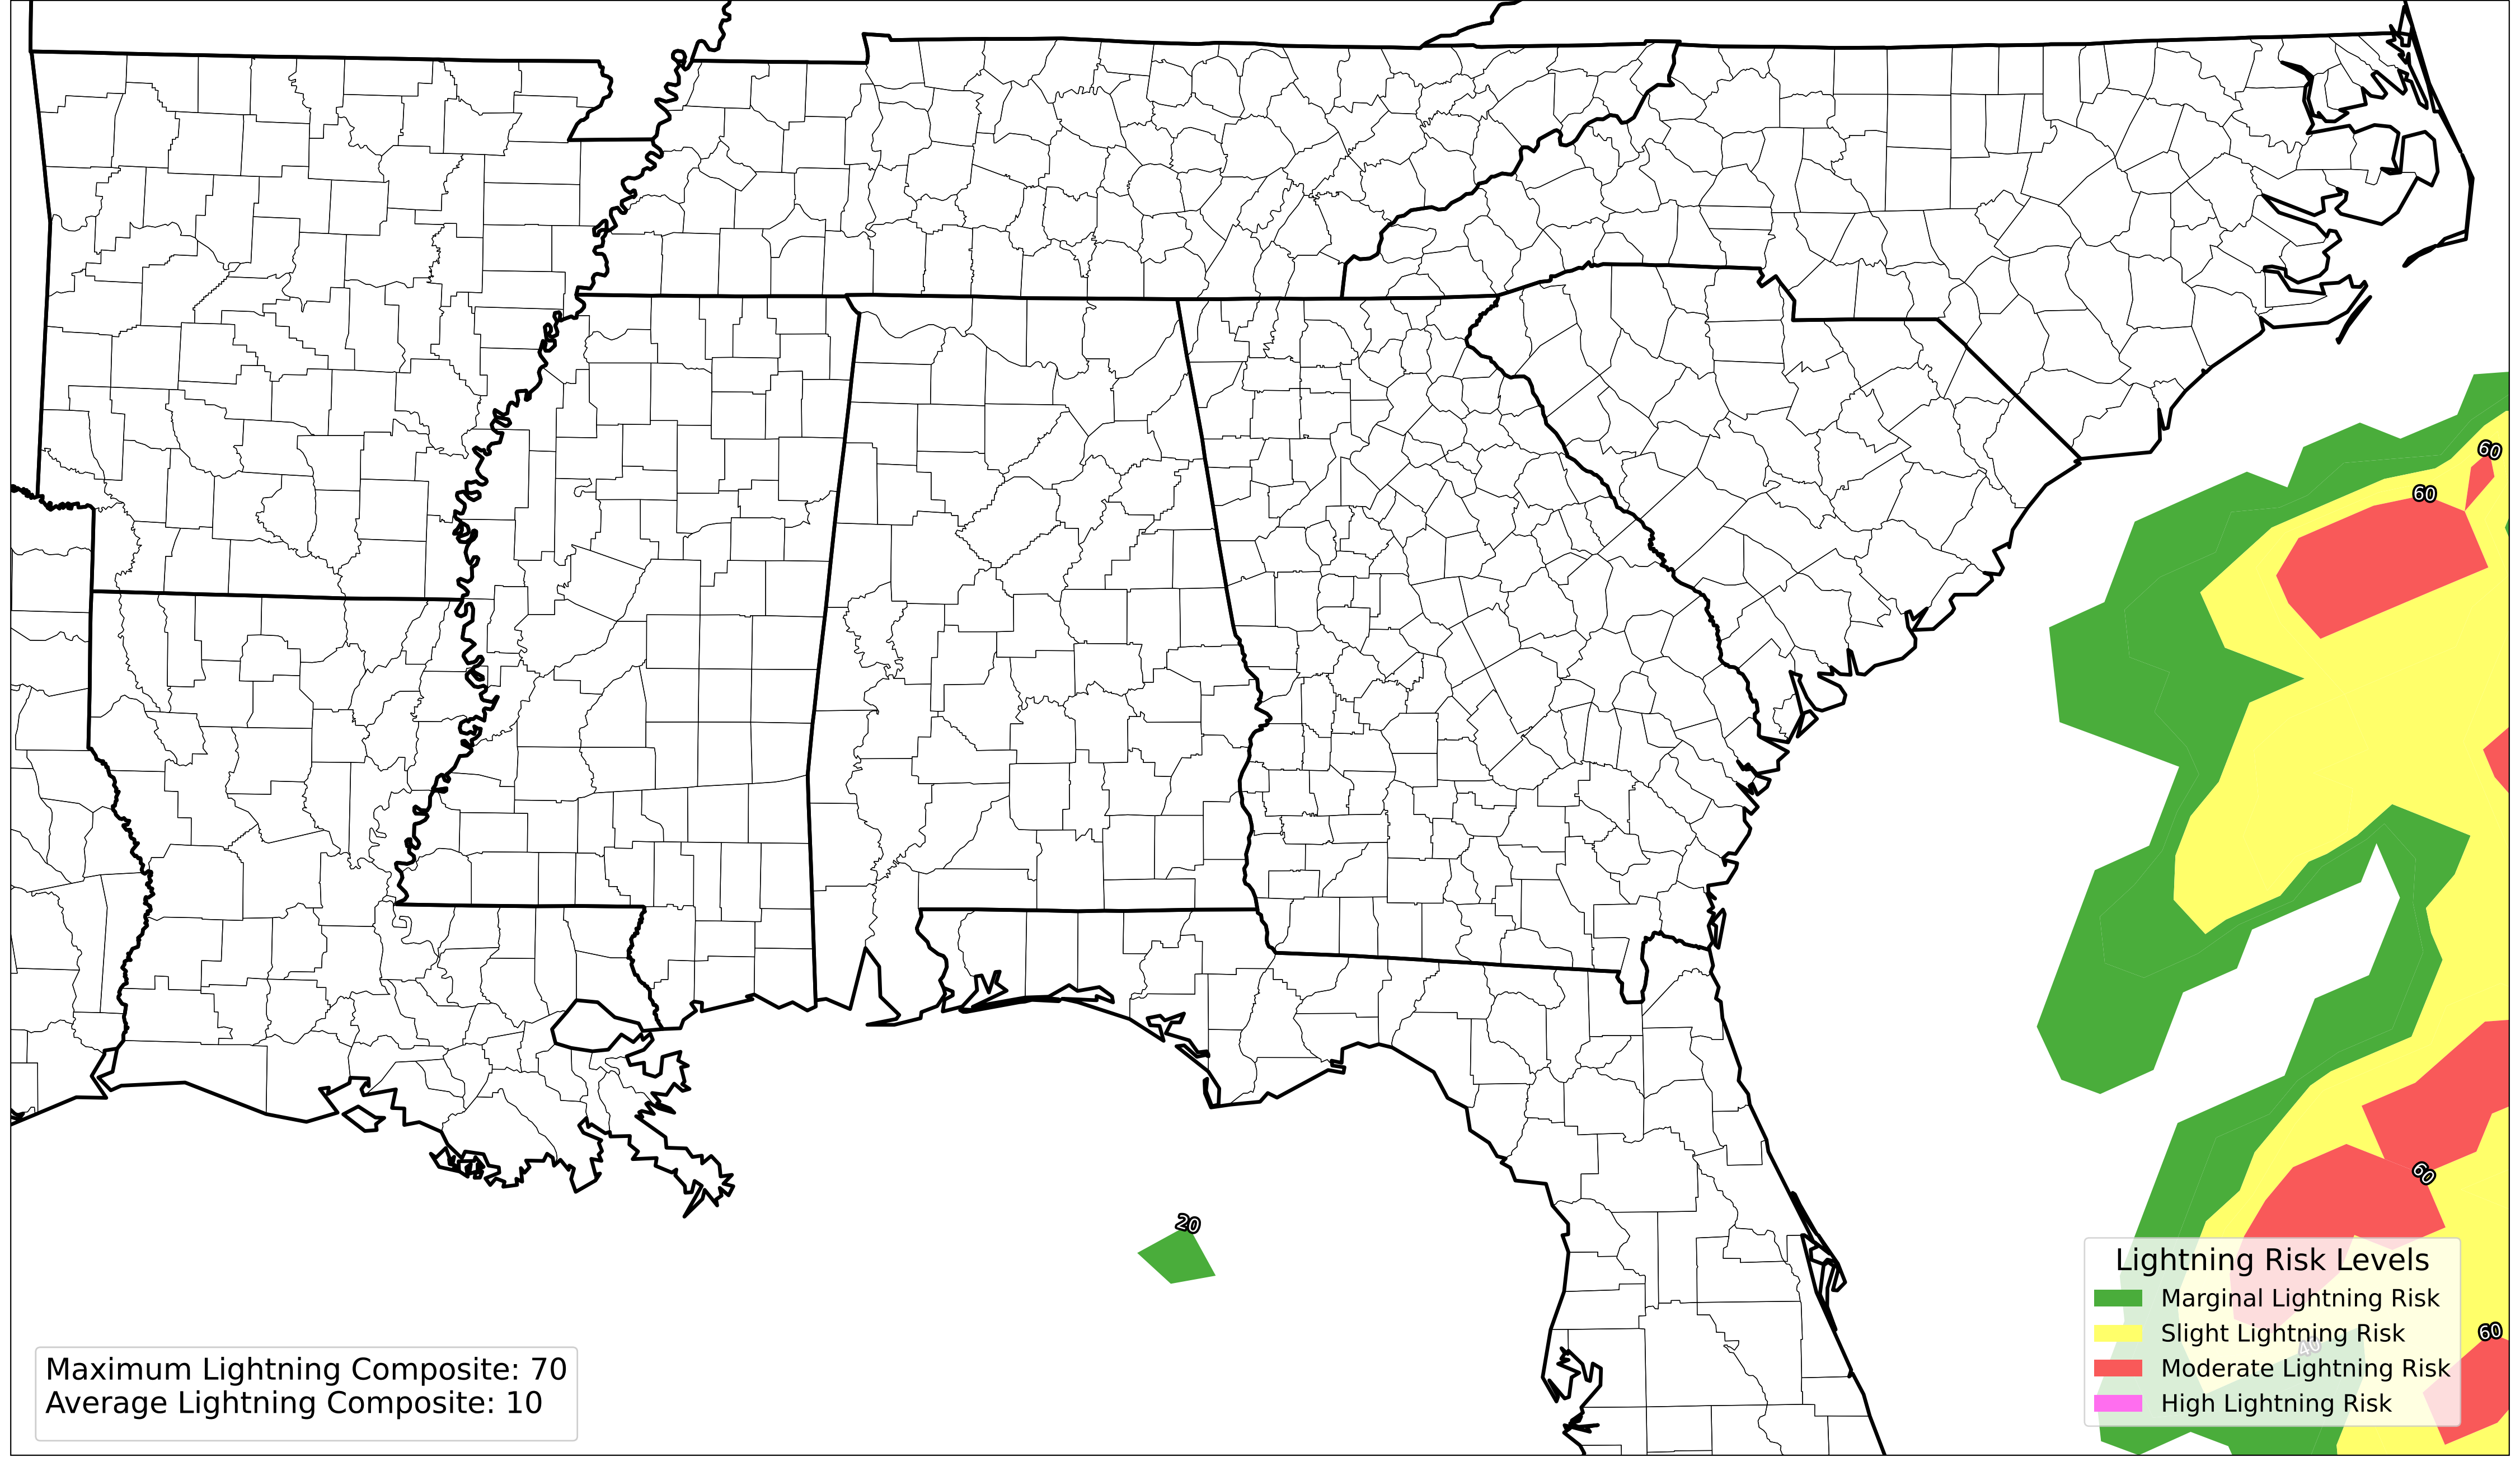 60
60
20
60
Lightning Risk Levels
Marginal Lightning Risk
Slight Lightning Risk
60
40
Moderate Lightning Risk
High Lightning Risk
Maximum Lightning Composite: 70
Average Lightning Composite: 10